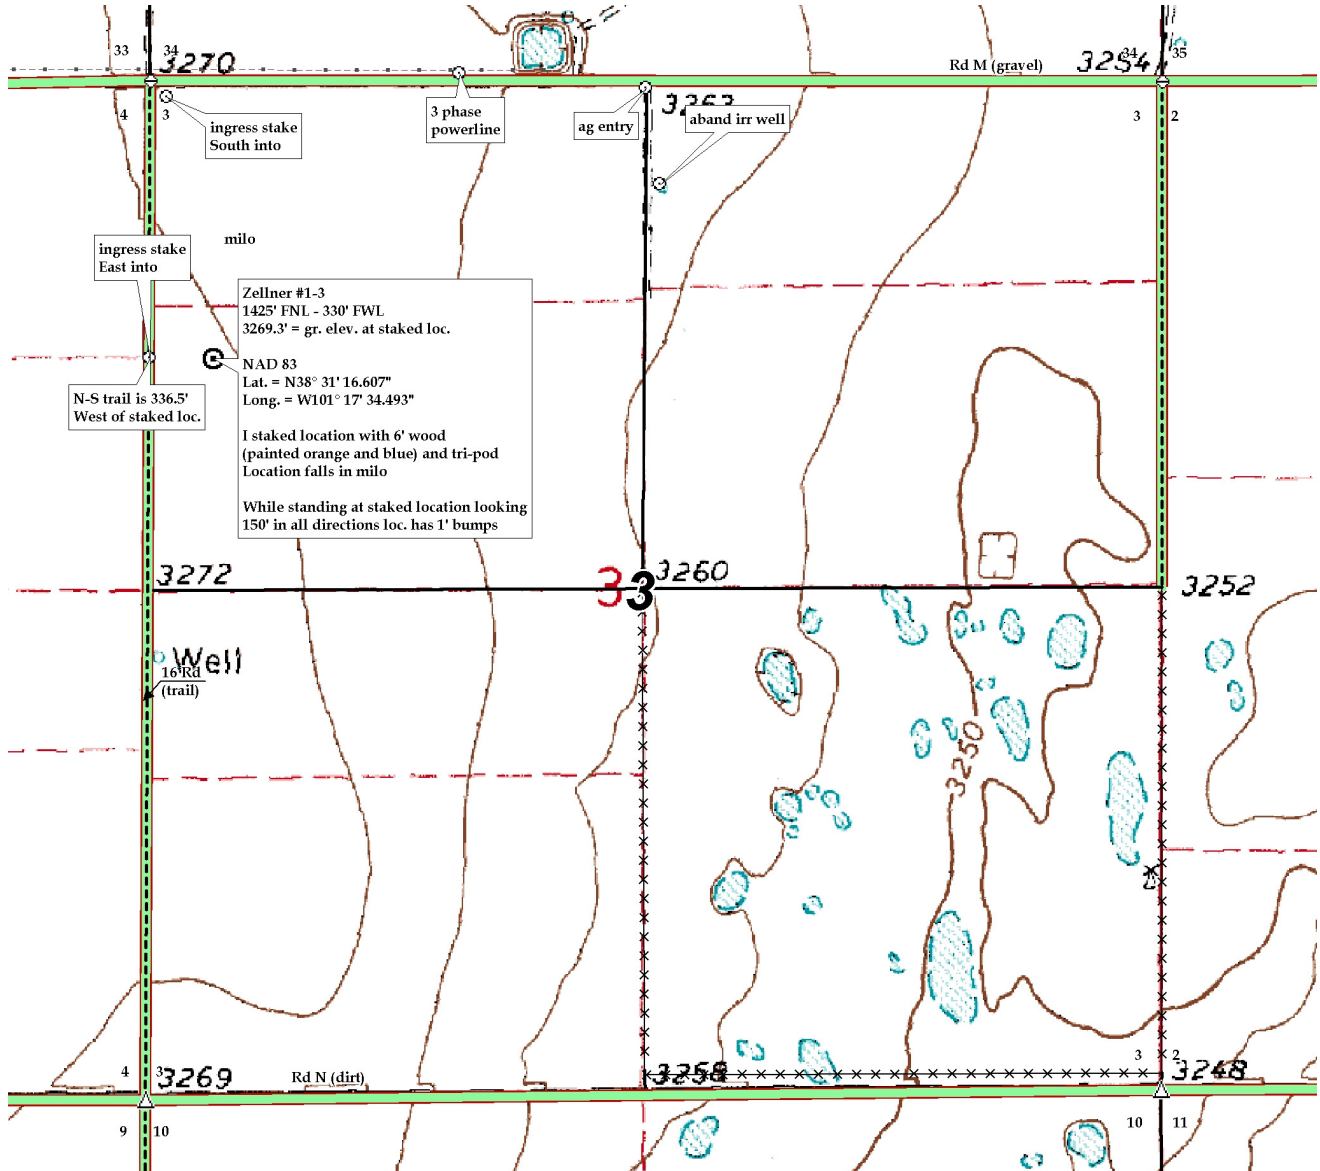 33
34
3270
Rd M (gravel)
3254
34
35
4
3
ingress stake
South into
3 phase
powerline
ag entry
3263
aband irr well
3
2
milo
ingress stake
East into
Zellner #1-3
1425' FNL - 330' FWL
3269.3' = gr. elev. at staked loc.
NAD 83
Lat. = N38° 31' 16.607"
Long. = W101° 17' 34.493"
I staked location with 6' wood
(painted orange and blue) and tri-pod
Location falls in milo
While standing at staked location looking
150' in all directions loc. has 1' bumps
N-S trail is 336.5'
West of staked loc.
3272
3
3
3260
3252
Well
16 Rd
(trail)
3250
4
3
3269
Rd N (dirt)
3258
3
2
3248
9
10
10
11